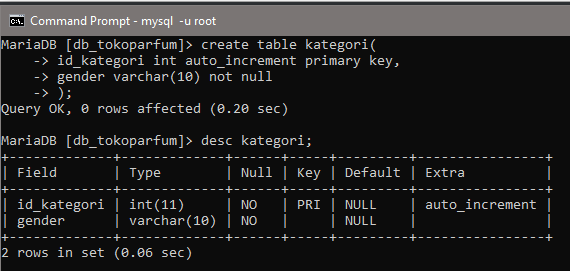 Command Prompt - mysql -u root
MariaDB [db_tokoparfum]> create table kategori(
    -> id_kategori int auto_increment primary key,
    -> gender varchar(10) not null
    -> );
Query OK, 0 rows affected (0.20 sec)

MariaDB [db_tokoparfum]> desc kategori;
+-------------+-------------+------+-----+---------+----------------+
| Field       | Type        | Null | Key | Default | Extra          |
+-------------+-------------+------+-----+---------+----------------+
| id_kategori | int(11)     | NO   | PRI | NULL    | auto_increment |
| gender      | varchar(10) | NO   |     | NULL    |                |
+-------------+-------------+------+-----+---------+----------------+
2 rows in set (0.06 sec)